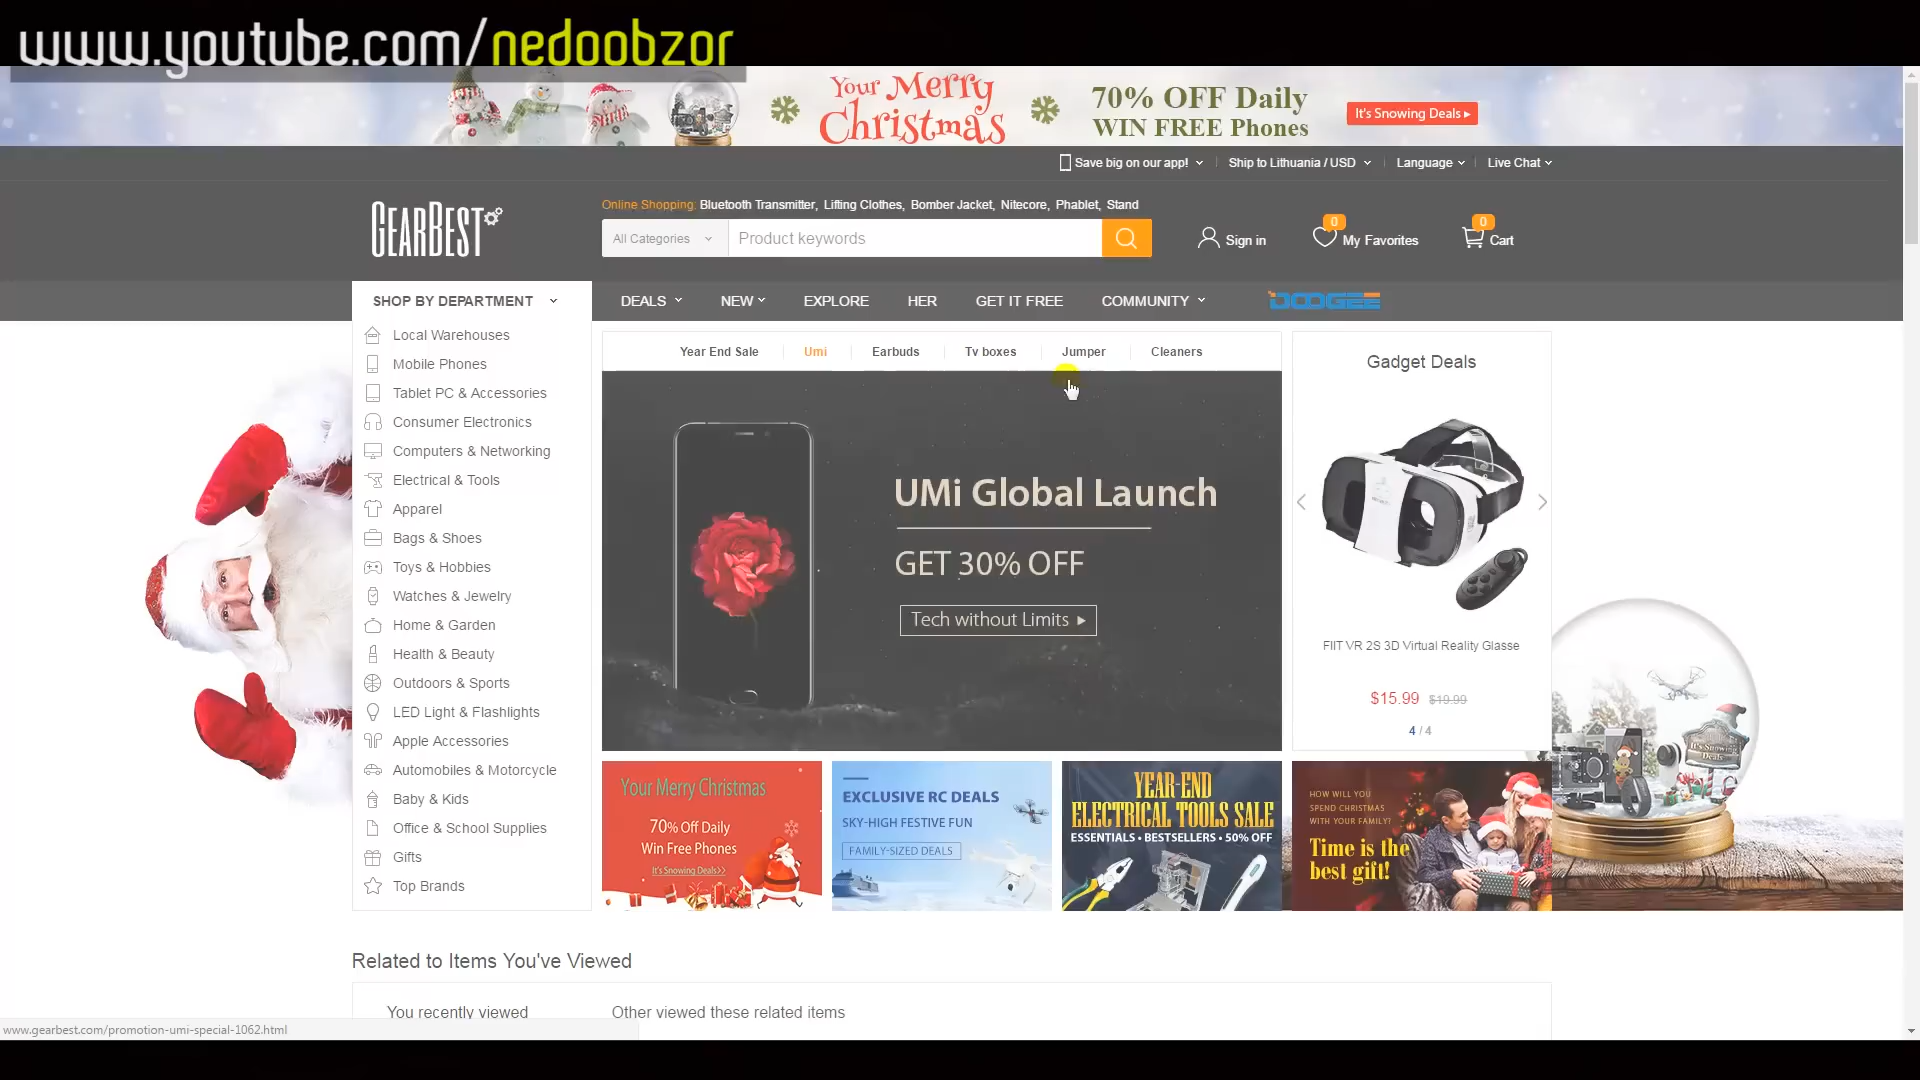 www.youtube.com/nedoobzor
Your Merry Christmas
70% OFF Daily
WIN FREE Phones
It's Snowing Deals
Save big on our app!
Ship to Lithuania / USD
Language
Live Chat
GEARBEST
Online Shopping: Bluetooth Transmitter, Lifting Clothes, Bomber Jacket, Nitecore, Phablet, Stand
All Categories
Product keywords
Sign in
0
My Favorites
0
Cart
SHOP BY DEPARTMENT
DEALS
NEW
EXPLORE
HER
GET IT FREE
COMMUNITY
DOOGEE
Local Warehouses
Mobile Phones
Tablet PC & Accessories
Consumer Electronics
Computers & Networking
Electrical & Tools
Apparel
Bags & Shoes
Toys & Hobbies
Watches & Jewelry
Home & Garden
Health & Beauty
Outdoors & Sports
LED Light & Flashlights
Apple Accessories
Automobiles & Motorcycle
Baby & Kids
Office & School Supplies
Gifts
Top Brands
Year End Sale
Umi
Earbuds
Tv boxes
Jumper
Cleaners
UMi Global Launch
GET 30% OFF
Tech without Limits
Gadget Deals
FIIT VR 2S 3D Virtual Reality Glasse
$15.99 $19.99
4 / 4
It's Snowing
Deals
Your Merry Christmas
70% Off Daily
Win Free Phones
It's Snowing Deals>>
EXCLUSIVE RC DEALS
SKY-HIGH FESTIVE FUN
FAMILY-SIZED DEALS
YEAR-END
ELECTRICAL TOOLS SALE
ESSENTIALS • BESTSELLERS • 50% OFF
HOW WILL YOU
SPEND CHRISTMAS
WITH YOUR FAMILY?
Time is the
best gift!
Related to Items You've Viewed
You recently viewed
Other viewed these related items
www.gearbest.com/promotion-umi-special-1062.html